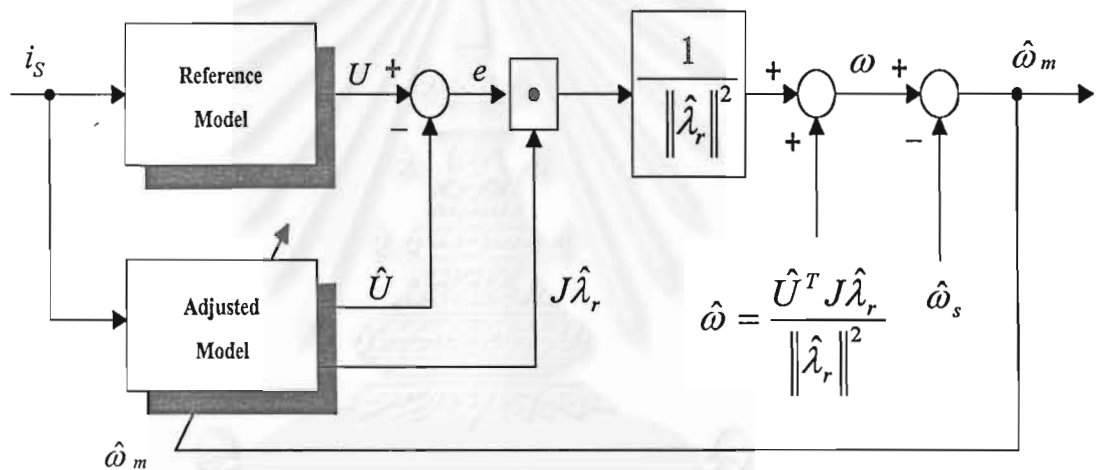 i_S
Reference
Model
U
+
−
e
•
1
‖λ̂_r‖²
+
+
ω
+
−
ω̂_m
Adjusted
Model
Û
Jλ̂_r
ω̂ = Û^T Jλ̂_r / ‖λ̂_r‖²
ω̂_s
ω̂_m